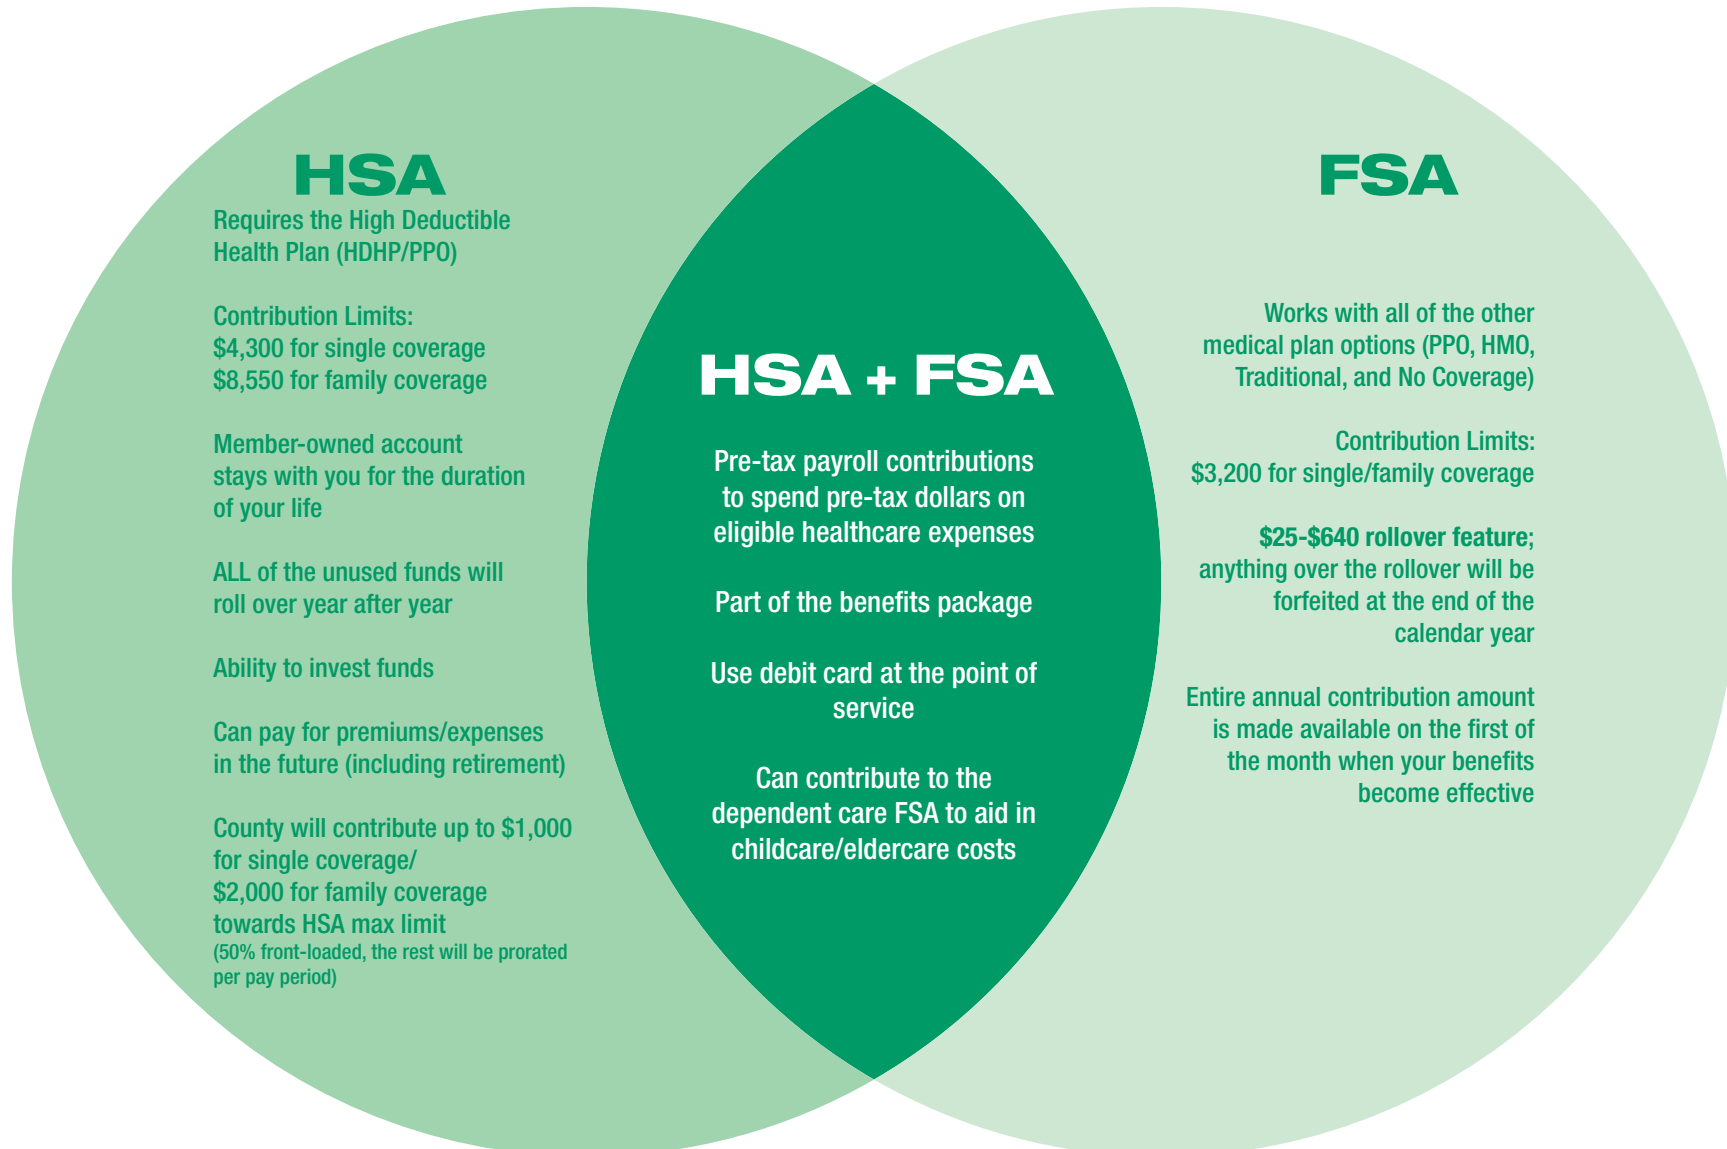 HSA
Requires the High Deductible
Health Plan (HDHP/PPO)
Contribution Limits:
$4,300 for single coverage
$8,550 for family coverage
Member-owned account
stays with you for the duration
of your life
ALL of the unused funds will
roll over year after year
Ability to invest funds
Can pay for premiums/expenses
in the future (including retirement)
County will contribute up to $1,000
for single coverage/
$2,000 for family coverage
towards HSA max limit
(50% front-loaded, the rest will be prorated
per pay period)
HSA + FSA
Pre-tax payroll contributions
to spend pre-tax dollars on
eligible healthcare expenses
Part of the benefits package
Use debit card at the point of
service
Can contribute to the
dependent care FSA to aid in
childcare/eldercare costs
FSA
Works with all of the other
medical plan options (PPO, HMO,
Traditional, and No Coverage)
Contribution Limits:
$3,200 for single/family coverage
$25-$640 rollover feature;
anything over the rollover will be
forfeited at the end of the
calendar year
Entire annual contribution amount
is made available on the first of
the month when your benefits
become effective